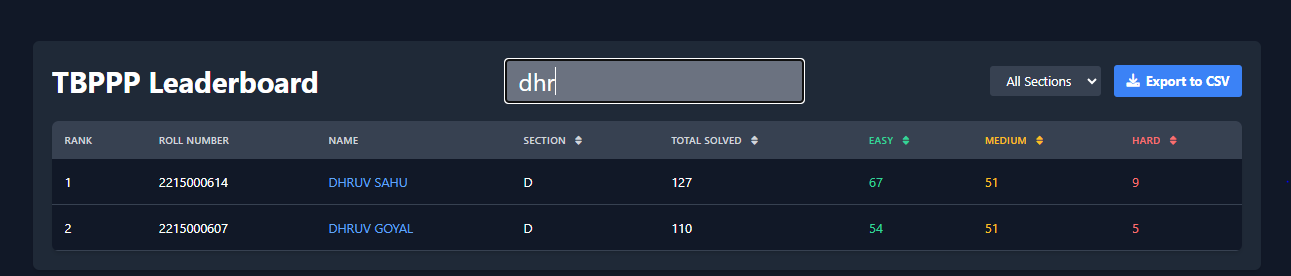 TBPPP Leaderboard dhr All Sections Export to CSV
RANK ROLL NUMBER NAME SECTION TOTAL SOLVED EASY MEDIUM HARD
1 2215000614 DHRUV SAHU D 127 67 51 9
2 2215000607 DHRUV GOYAL D 110 54 51 5